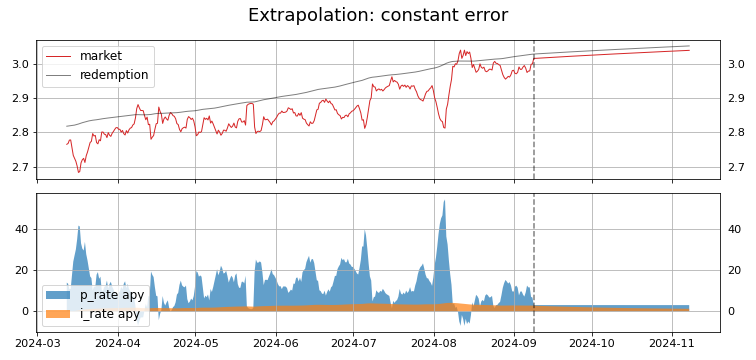 Extrapolation: constant error
market
redemption
3.0 3.0
2.9 2.9
2.8 2.8
2.7 2.7
40 40
20 20
0 0
p_rate apy
i_rate apy
2024-03 2024-04 2024-05 2024-06 2024-07 2024-08 2024-09 2024-10 2024-11